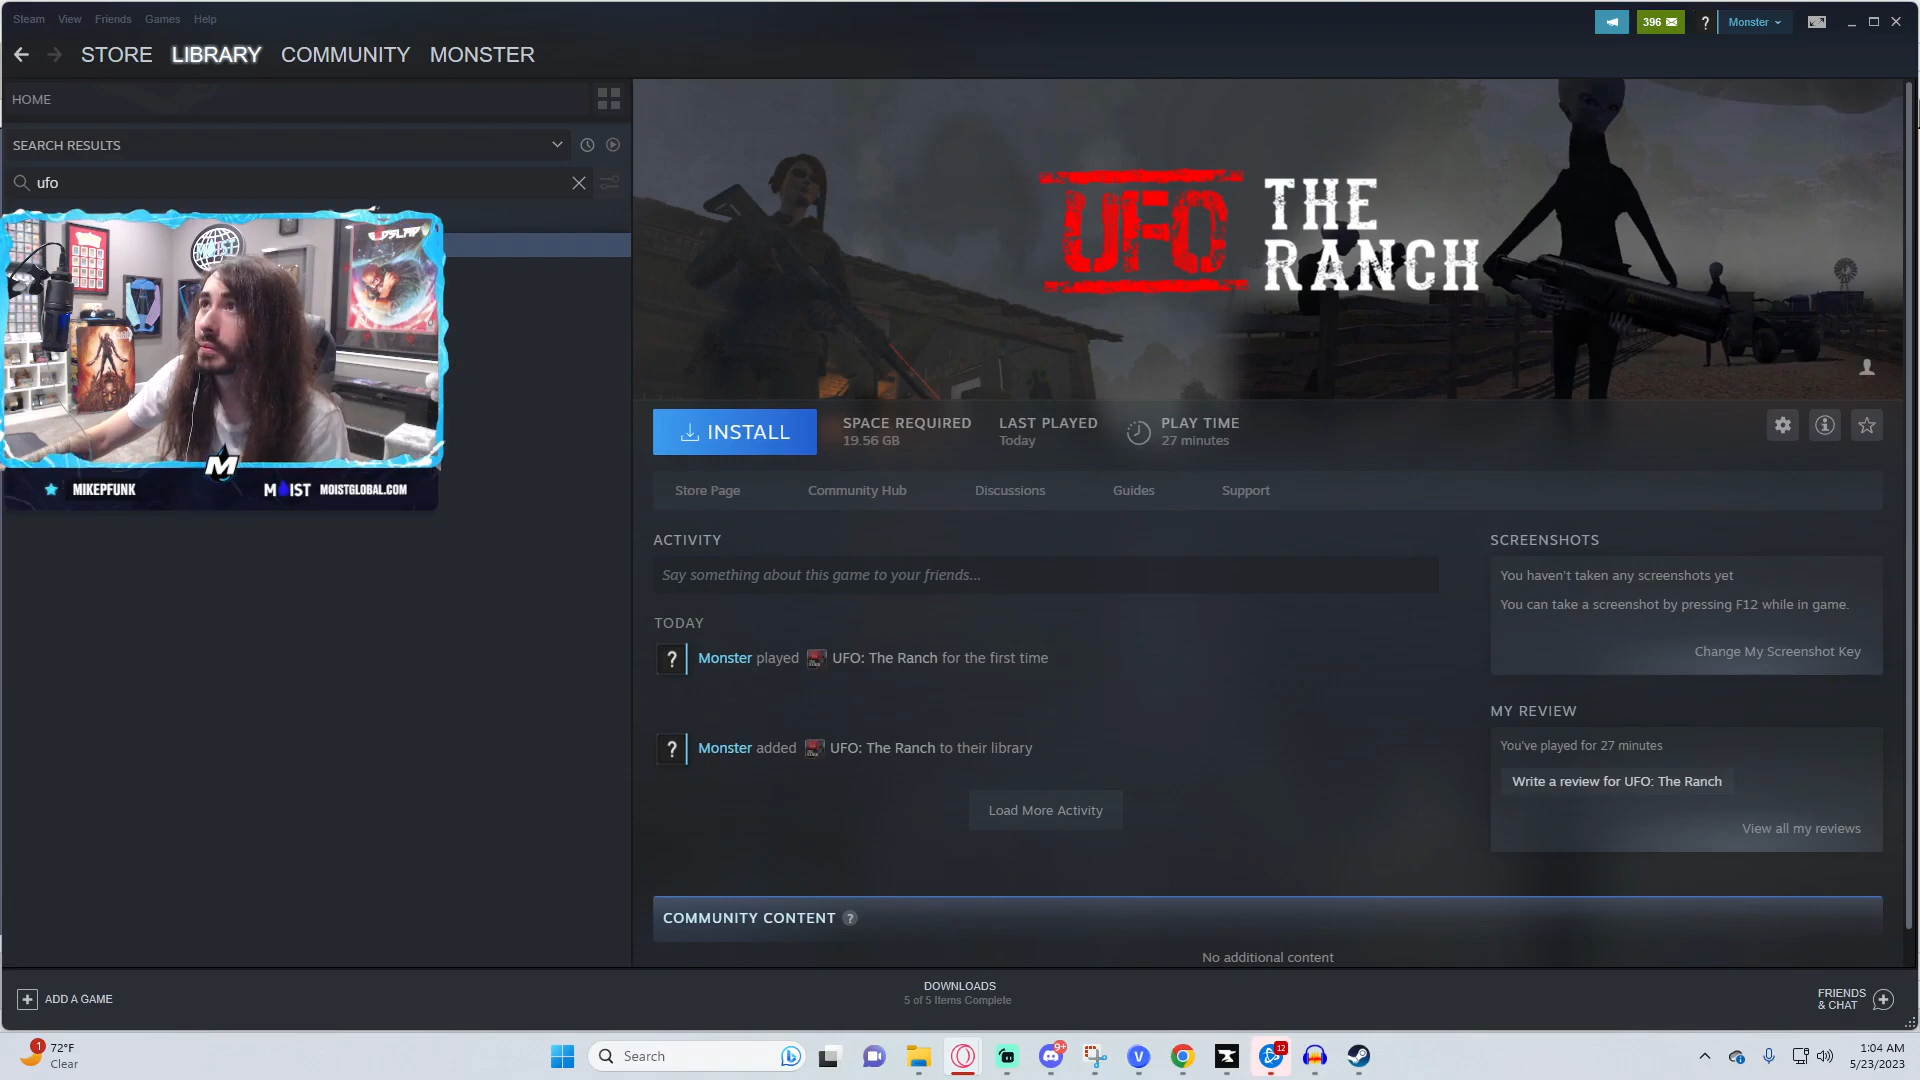 Steam View Friends Games Help
396
?
Monster
STORE LIBRARY COMMUNITY MONSTER
HOME
SEARCH RESULTS
ufo
UFO THE RANCH
M
MIKEPFUNK
MOIST MOISTGLOBAL.COM
INSTALL
SPACE REQUIRED
19.56 GB
LAST PLAYED
Today
PLAY TIME
27 minutes
Store Page Community Hub Discussions Guides Support
ACTIVITY
Say something about this game to your friends...
TODAY
? Monster played UFO: The Ranch for the first time
? Monster added UFO: The Ranch to their library
Load More Activity
SCREENSHOTS
You haven't taken any screenshots yet
You can take a screenshot by pressing F12 while in game.
Change My Screenshot Key
MY REVIEW
You've played for 27 minutes
Write a review for UFO: The Ranch
View all my reviews
COMMUNITY CONTENT ?
No additional content
ADD A GAME
DOWNLOADS
5 of 5 Items Complete
FRIENDS
& CHAT
1
72°F
Clear
Search
9+
V
12
1:04 AM
5/23/2023